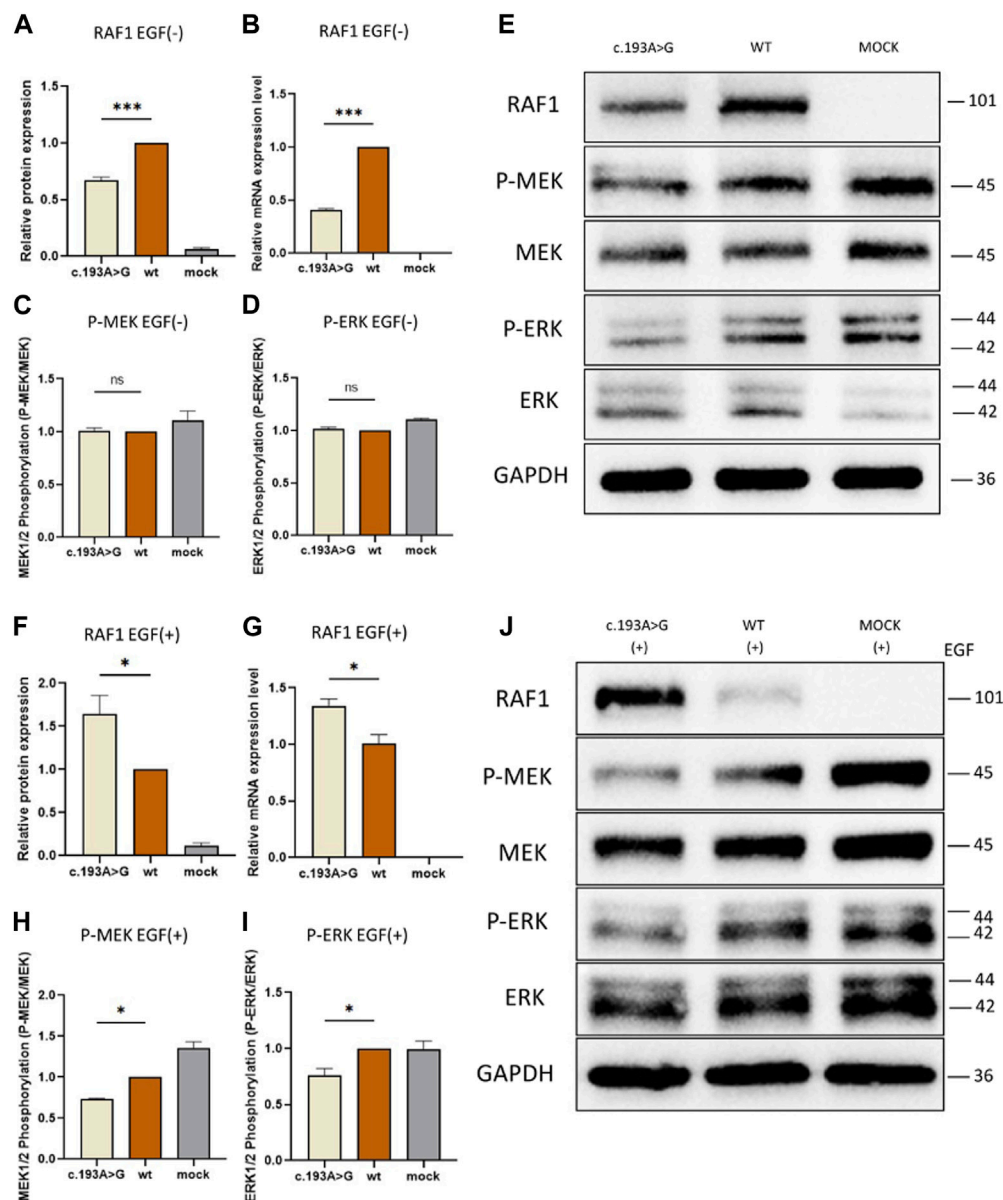 A
RAF1 EGF(-)
Relative protein expression
1.5
1.0
0.5
0.0
***
c.193A>G wt mock
B
RAF1 EGF(-)
Relative mRNA expression level
1.5
1.0
0.5
0.0
***
c.193A>G wt mock
C
P-MEK EGF(-)
MEK1/2 Phosphorylation (P-MEK/MEK)
1.5
1.0
0.5
0.0
ns
c.193A>G wt mock
D
P-ERK EGF(-)
ERK1/2 Phosphorylation (P-ERK/ERK)
1.5
1.0
0.5
0.0
ns
c.193A>G wt mock
E
c.193A>G WT MOCK
RAF1 101
P-MEK 45
MEK 45
P-ERK 44
42
ERK 44
42
GAPDH 36
F
RAF1 EGF(+)
Relative protein expression
2.0
1.5
1.0
0.5
0.0
*
c.193A>G wt mock
G
RAF1 EGF(+)
Relative mRNA expression level
1.5
1.0
0.5
0.0
*
c.193A>G wt mock
H
P-MEK EGF(+)
MEK1/2 Phosphorylation (P-MEK/MEK)
2.0
1.5
1.0
0.5
0.0
*
c.193A>G wt mock
I
P-ERK EGF(+)
ERK1/2 Phosphorylation (P-ERK/ERK)
1.5
1.0
0.5
0.0
*
c.193A>G wt mock
J
c.193A>G WT MOCK
(+) (+) (+) EGF
RAF1 101
P-MEK 45
MEK 45
P-ERK 44
42
ERK 44
42
GAPDH 36